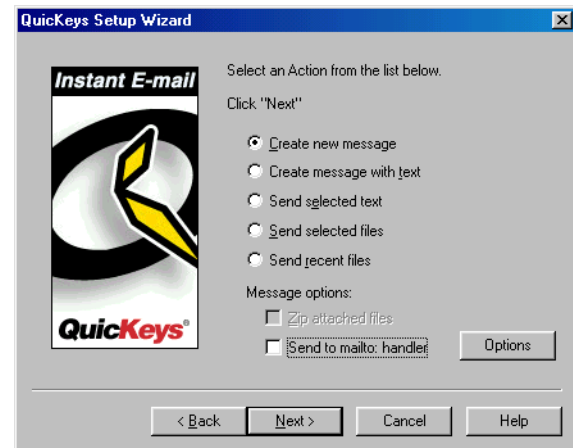 QuicKeys Setup Wizard
Instant E-mail
QuicKeys®
Select an Action from the list below.
Click "Next"
Create new message
Create message with text
Send selected text
Send selected files
Send recent files
Message options:
Zip attached files
Send to mailto: handler
Options
< Back
Next >
Cancel
Help